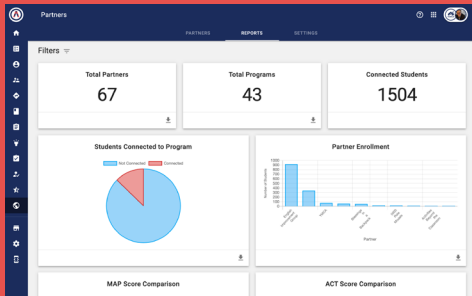 Partners
PARTNERS REPORTS SETTINGS
Filters
Total Partners
67
Total Programs
43
Connected Students
1504
Students Connected to Program
Not Connected Connected
Partner Enrollment
Number of Students
1000
900
800
700
600
500
400
300
200
100
0
Partner
MAP Score Comparison
ACT Score Comparison